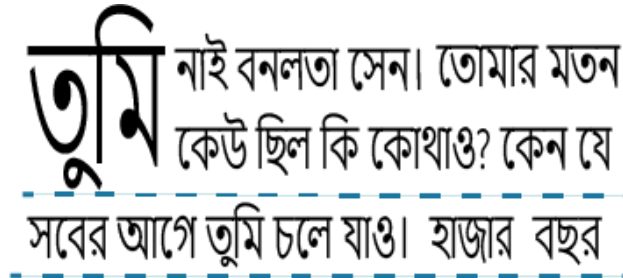 তুমি নাই বনলতা সেন। তোমার মতন
কেউ ছিল কি কোথাও? কেন যে
সবের আগে তুমি চলে যাও। হাজার বছর